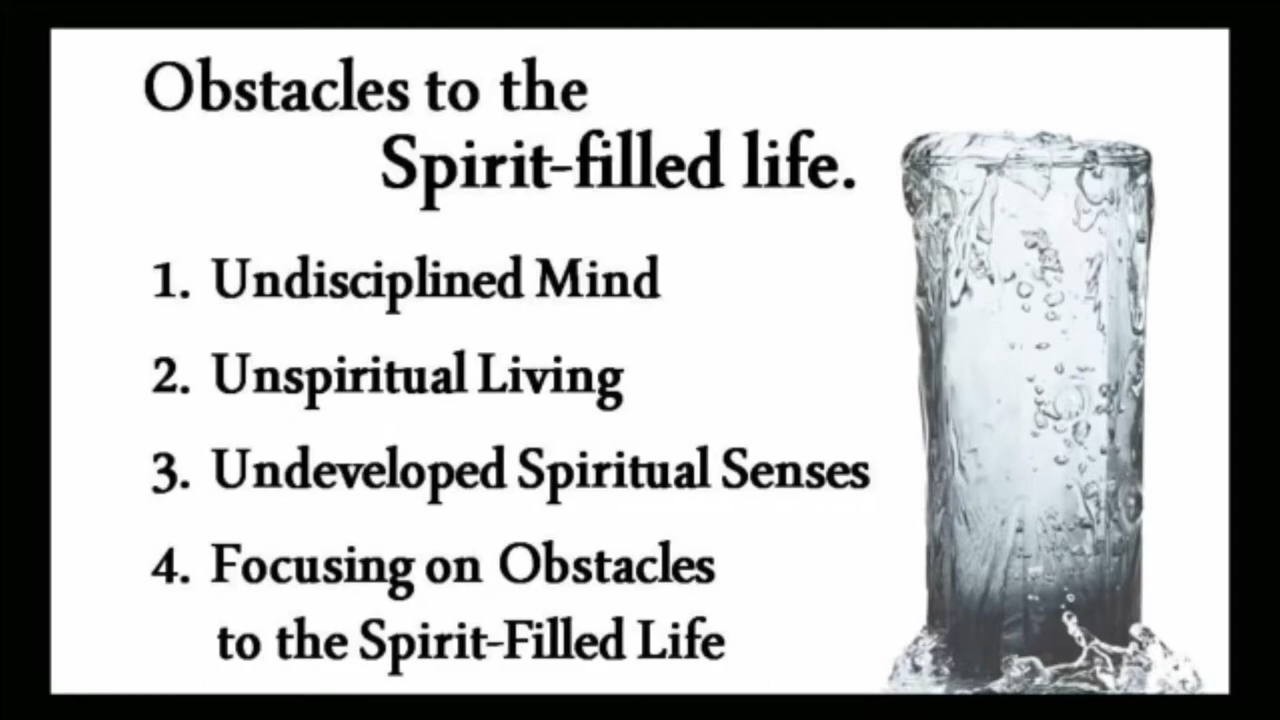 Obstacles to the
Spirit-filled life.
1. Undisciplined Mind
2. Unspiritual Living
3. Undeveloped Spiritual Senses
4. Focusing on Obstacles
to the Spirit-Filled Life